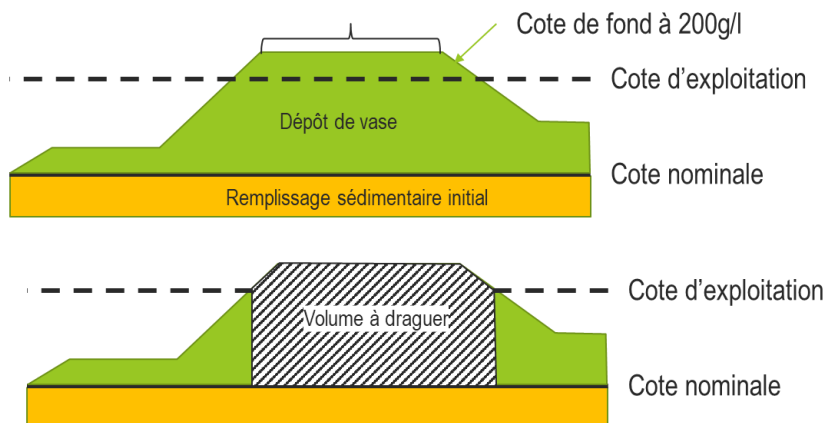 Cote de fond à 200g/l
Cote d’exploitation
Dépôt de vase
Cote nominale
Remplissage sédimentaire initial
Cote d’exploitation
Volume à draguer
Cote nominale